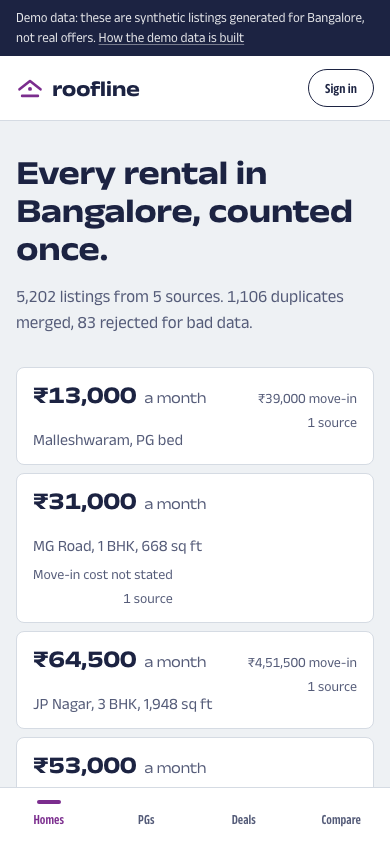 Demo data: these are synthetic listings generated for Bangalore,
not real offers. How the demo data is built
roofline
Sign in
Every rental in
Bangalore, counted
once.
5,202 listings from 5 sources. 1,106 duplicates
merged, 83 rejected for bad data.
₹13,000 a month
₹39,000 move-in
1 source
Malleshwaram, PG bed
₹31,000 a month
MG Road, 1 BHK, 668 sq ft
Move-in cost not stated
1 source
₹64,500 a month
₹4,51,500 move-in
1 source
JP Nagar, 3 BHK, 1,948 sq ft
₹53,000 a month
Homes
PGs
Deals
Compare